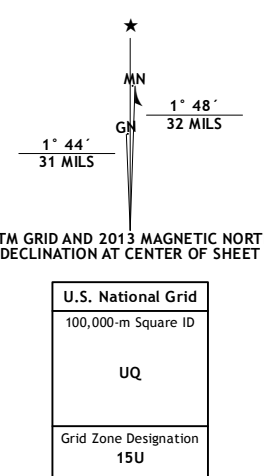 ★
MN
1° 48´
32 MILS
GN
1° 44´
31 MILS
TM GRID AND 2013 MAGNETIC NORT
DECLINATION AT CENTER OF SHEET
U.S. National Grid
100,000-m Square ID
UQ
Grid Zone Designation
15U